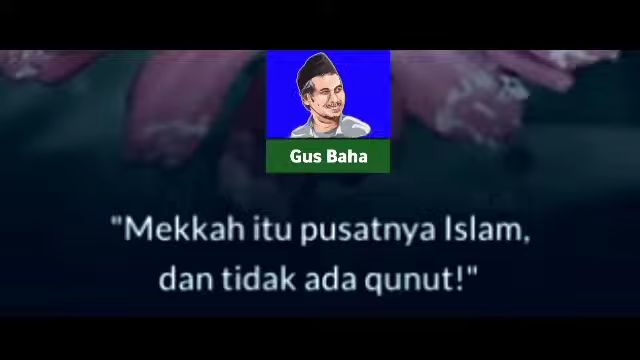 Gus Baha
"Mekkah itu pusatnya Islam,
dan tidak ada qunut!"